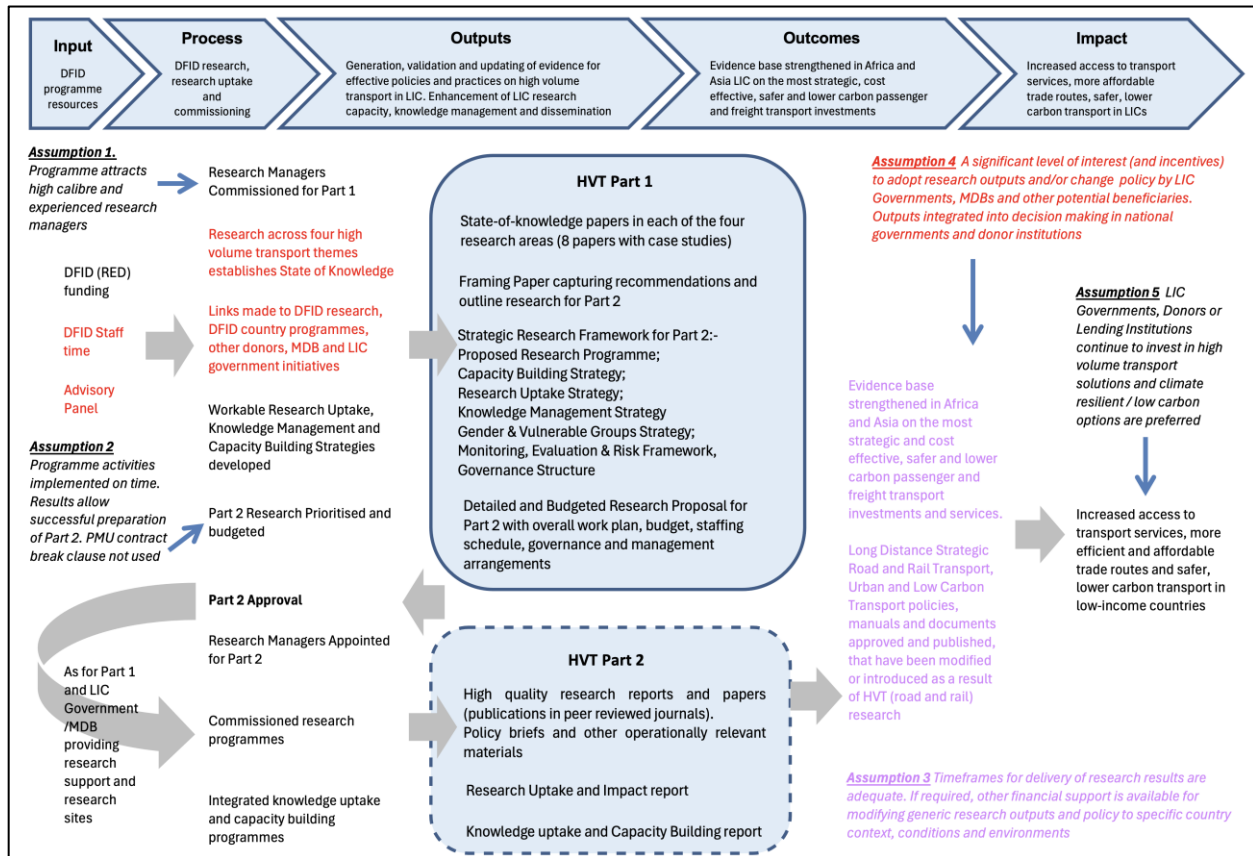 Input
DFID
programme
resources
Process
DFID research,
research uptake
and
commissioning
Outputs
Generation, validation and updating of evidence for
effective policies and practices on high volume
transport in LIC. Enhancement of LIC research
capacity, knowledge management and dissemination
Outcomes
Evidence base strengthened in Africa and
Asia LIC on the most strategic, cost
effective, safer and lower carbon passenger
and freight transport investments
Impact
Increased access to transport
services, more affordable
trade routes, safer, lower
carbon transport in LICs
Assumption 1.
Programme attracts
high calibre and
experienced research
managers
DFID (RED)
funding
DFID Staff
time
Advisory
Panel
Assumption 2
Programme activities
implemented on time.
Results allow
successful preparation
of Part 2. PMU contract
break clause not used
As for Part 1
and LIC
Government
/MDB
providing
research
support and
research
sites
Research Managers
Commissioned for Part 1
Research across four high
volume transport themes
establishes State of Knowledge
Links made to DFID research,
DFID country programmes,
other donors, MDB and LIC
government initiatives
Workable Research Uptake,
Knowledge Management and
Capacity Building Strategies
developed
Part 2 Research Prioritised and
budgeted
Part 2 Approval
Research Managers Appointed
for Part 2
Commissioned research
programmes
Integrated knowledge uptake
and capacity building
programmes
HVT Part 1
State-of-knowledge papers in each of the four
research areas (8 papers with case studies)
Framing Paper capturing recommendations and
outline research for Part 2
Strategic Research Framework for Part 2:-
Proposed Research Programme;
Capacity Building Strategy;
Research Uptake Strategy;
Knowledge Management Strategy
Gender & Vulnerable Groups Strategy;
Monitoring, Evaluation & Risk Framework,
Governance Structure
Detailed and Budgeted Research Proposal for
Part 2 with overall work plan, budget, staffing
schedule, governance and management
arrangements
HVT Part 2
High quality research reports and papers
(publications in peer reviewed journals).
Policy briefs and other operationally relevant
materials
Research Uptake and Impact report
Knowledge uptake and Capacity Building report
Assumption 4 A significant level of interest (and incentives)
to adopt research outputs and/or change policy by LIC
Governments, MDBs and other potential beneficiaries.
Outputs integrated into decision making in national
governments and donor institutions
Assumption 5 LIC
Governments, Donors or
Lending Institutions
continue to invest in high
volume transport
solutions and climate
resilient / low carbon
options are preferred
Evidence base
strengthened in Africa
and Asia on the most
strategic and cost
effective, safer and lower
carbon passenger and
freight transport
investments and services.
Long Distance Strategic
Road and Rail Transport,
Urban and Low Carbon
Transport policies,
manuals and documents
approved and published,
that have been modified
or introduced as a result
of HVT (road and rail)
research
Increased access to
transport services, more
efficient and affordable
trade routes and safer,
lower carbon transport in
low-income countries
Assumption 3 Timeframes for delivery of research results are
adequate. If required, other financial support is available for
modifying generic research outputs and policy to specific country
context, conditions and environments